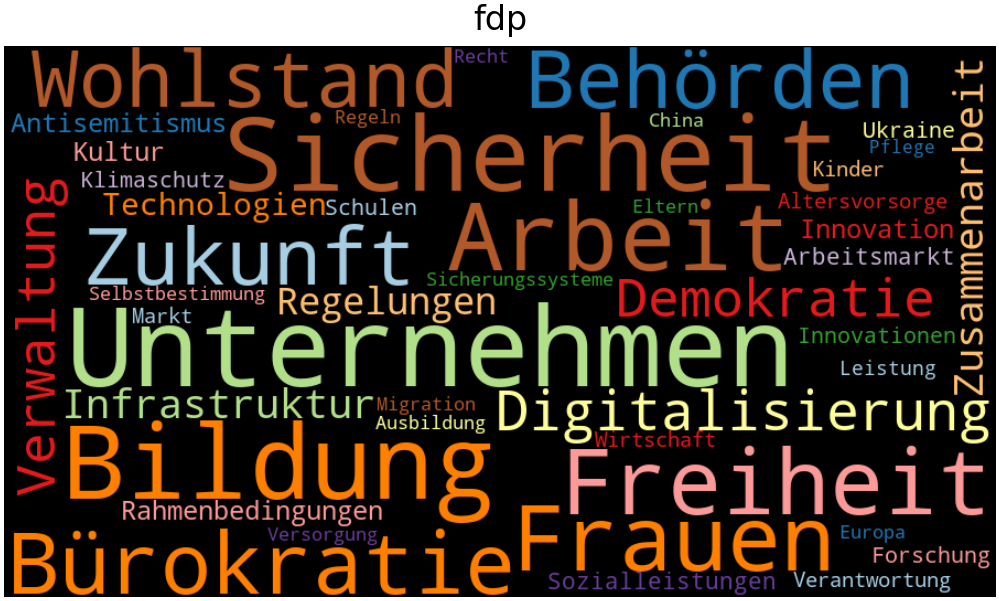 fdp
Wohlstand
Recht
Behörden
Antisemitismus
Regeln
Sicherheit
China
Ukraine
Pflege
Kultur
Klimaschutz
Kinder
Zusammenarbeit
Verwaltung
Technologien
Schulen
Arbeit
Eltern
Altersvorsorge
Innovation
Zukunft
Arbeitsmarkt
Sicherungssysteme
Selbstbestimmung
Regelungen
Demokratie
Markt
Unternehmen
Innovationen
Leistung
Infrastruktur
Migration
Ausbildung
Digitalisierung
Bildung
Wirtschaft
Freiheit
Rahmenbedingungen
Bürokratie
Versorgung
Frauen
Europa
Forschung
Sozialleistungen
Verantwortung